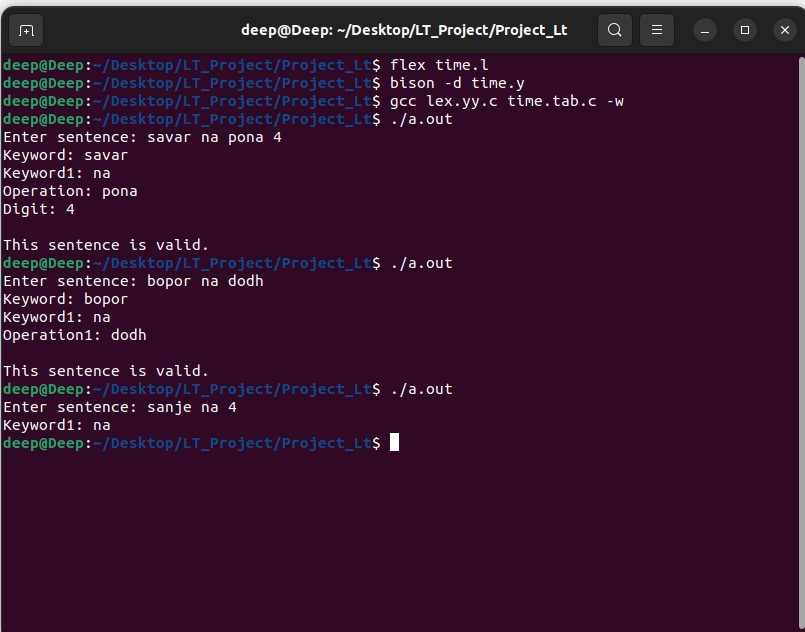 deep@Deep: ~/Desktop/LT_Project/Project_Lt
deep@Deep:~/Desktop/LT_Project/Project_Lt$ flex time.l
deep@Deep:~/Desktop/LT_Project/Project_Lt$ bison -d time.y
deep@Deep:~/Desktop/LT_Project/Project_Lt$ gcc lex.yy.c time.tab.c -w
deep@Deep:~/Desktop/LT_Project/Project_Lt$ ./a.out
Enter sentence: savar na pona 4
Keyword: savar
Keyword1: na
Operation: pona
Digit: 4
This sentence is valid.
deep@Deep:~/Desktop/LT_Project/Project_Lt$ ./a.out
Enter sentence: bopor na dodh
Keyword: bopor
Keyword1: na
Operation1: dodh
This sentence is valid.
deep@Deep:~/Desktop/LT_Project/Project_Lt$ ./a.out
Enter sentence: sanje na 4
Keyword1: na
deep@Deep:~/Desktop/LT_Project/Project_Lt$